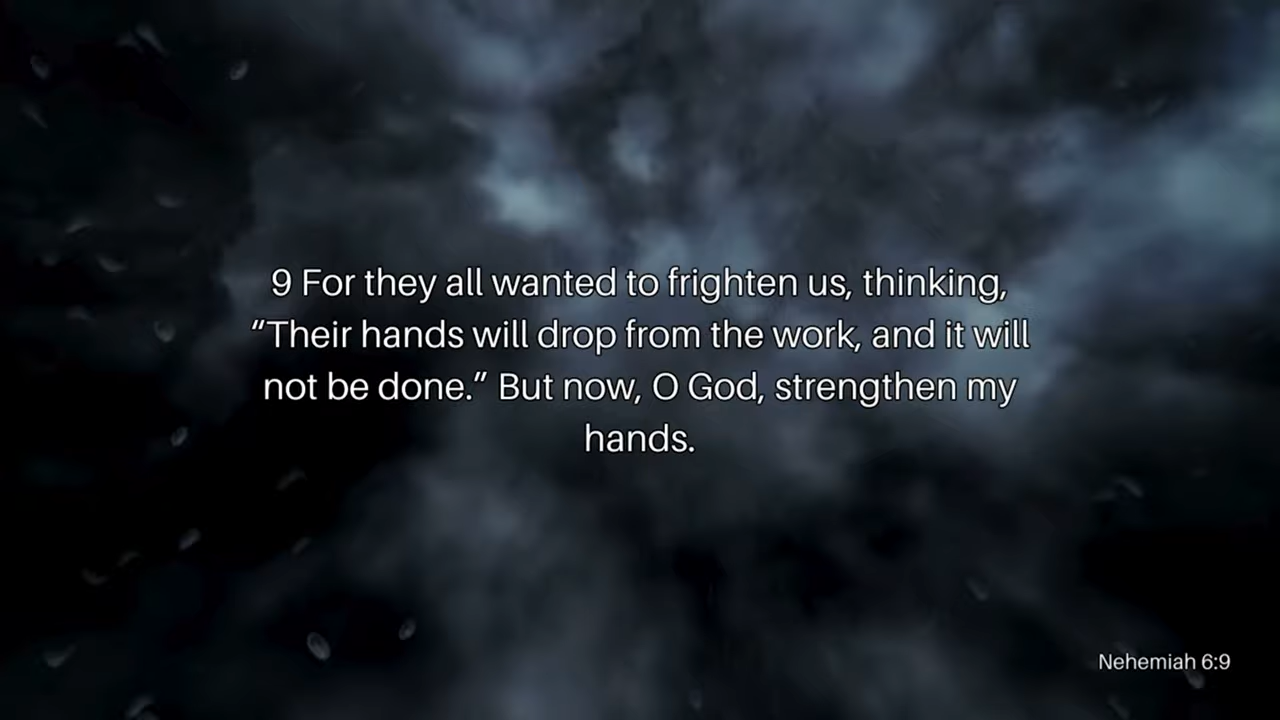 9 For they all wanted to frighten us, thinking,
“Their hands will drop from the work, and it will
not be done.” But now, O God, strengthen my
hands.
Nehemiah 6:9